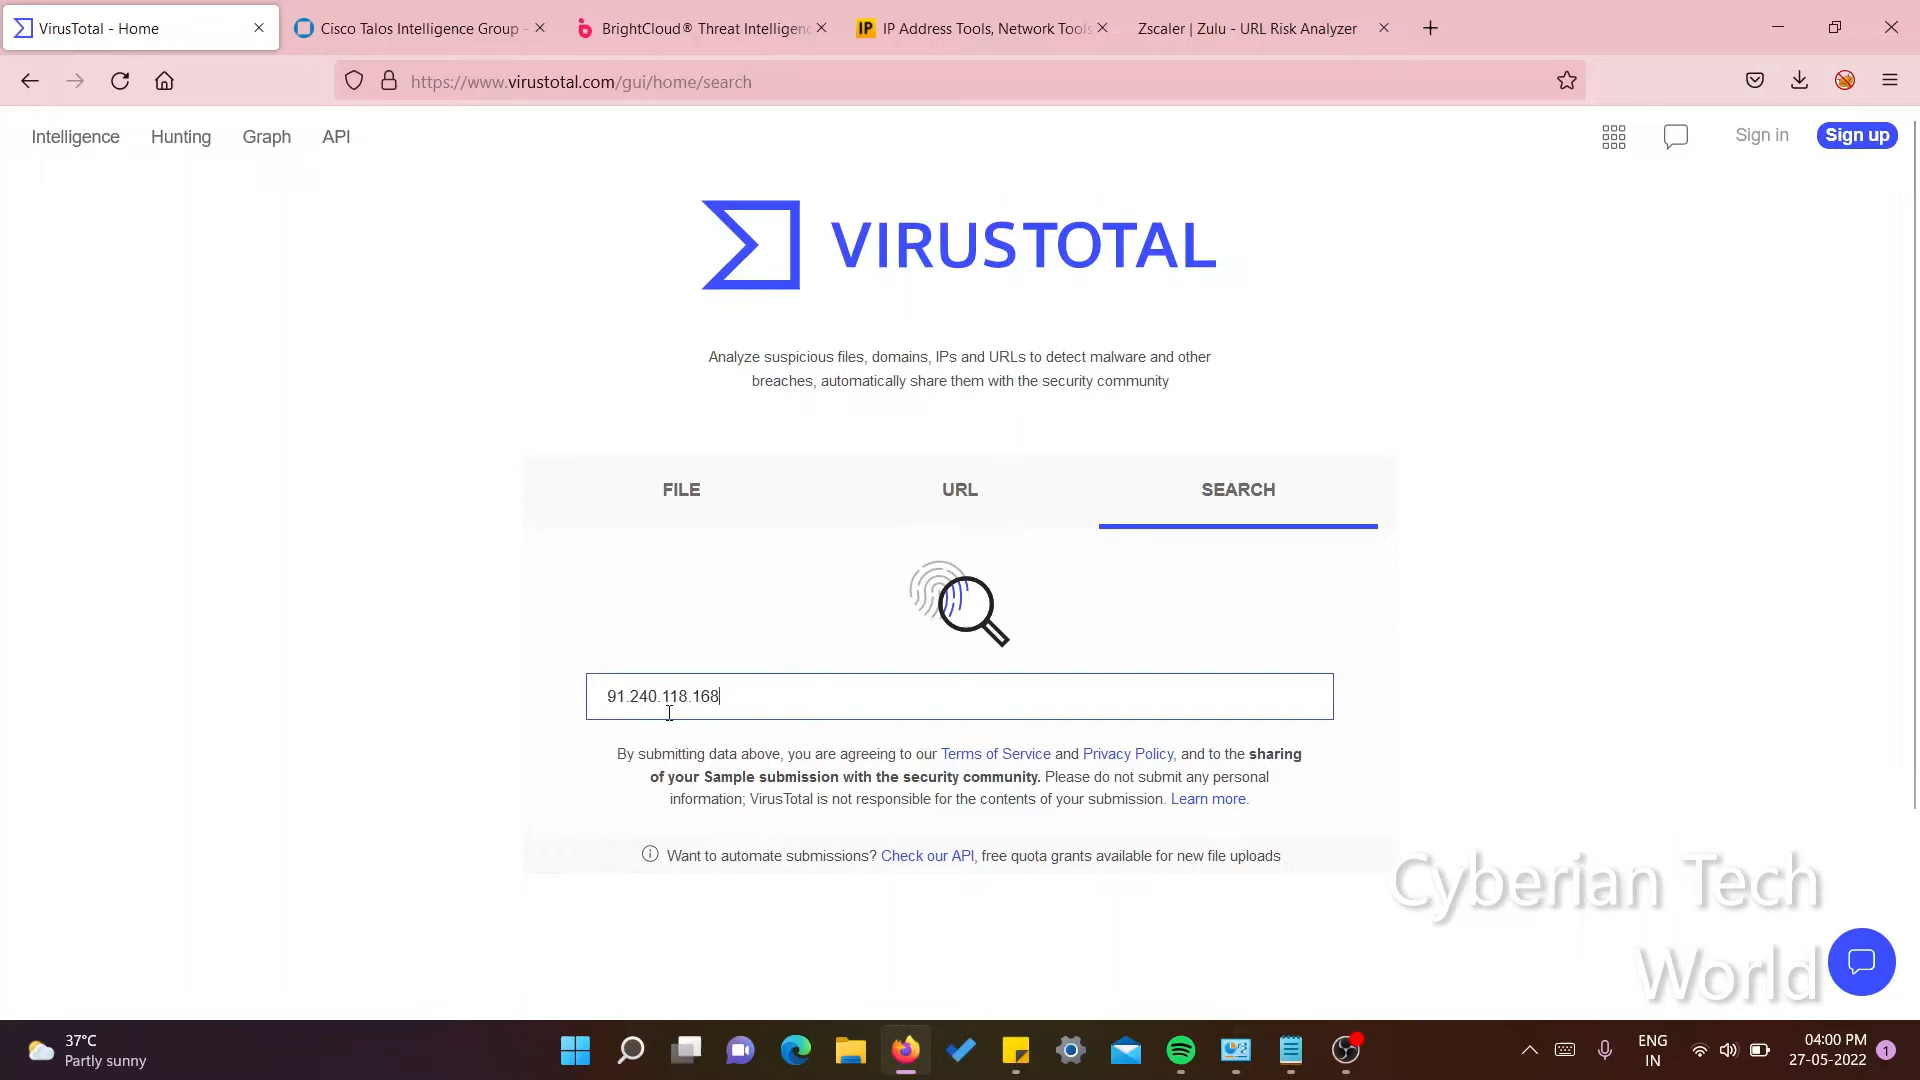 VirusTotal - Home
Cisco Talos Intelligence Group -
BrightCloud® Threat Intelligenc
IP Address Tools, Network Tools
Zscaler | Zulu - URL Risk Analyzer
https://www.virustotal.com/gui/home/search
Intelligence
Hunting
Graph
API
Sign in
Sign up
VIRUSTOTAL
Analyze suspicious files, domains, IPs and URLs to detect malware and other
breaches, automatically share them with the security community
FILE
URL
SEARCH
91.240.118.168
By submitting data above, you are agreeing to our Terms of Service and Privacy Policy, and to the sharing
of your Sample submission with the security community. Please do not submit any personal
information; VirusTotal is not responsible for the contents of your submission. Learn more.
Want to automate submissions? Check our API, free quota grants available for new file uploads
Cyberian Tech
World
37°C
Partly sunny
ENG
IN
04:00 PM
27-05-2022
1